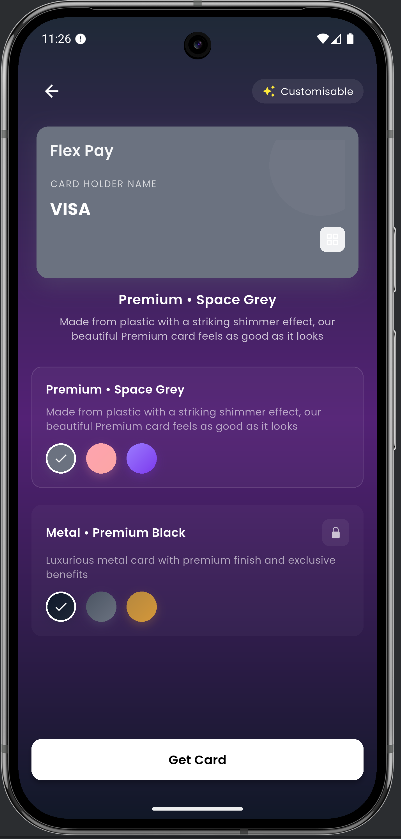 11:26
Customisable
Flex Pay
CARD HOLDER NAME
VISA
Premium • Space Grey
Made from plastic with a striking shimmer effect, our
beautiful Premium card feels as good as it looks
Premium • Space Grey
Made from plastic with a striking shimmer effect, our
beautiful Premium card feels as good as it looks
Metal • Premium Black
Luxurious metal card with premium finish and exclusive
benefits
Get Card